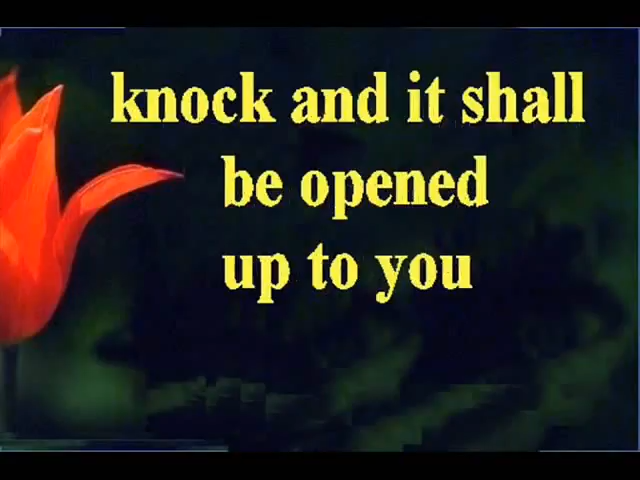 knock and it shall
be opened
up to you